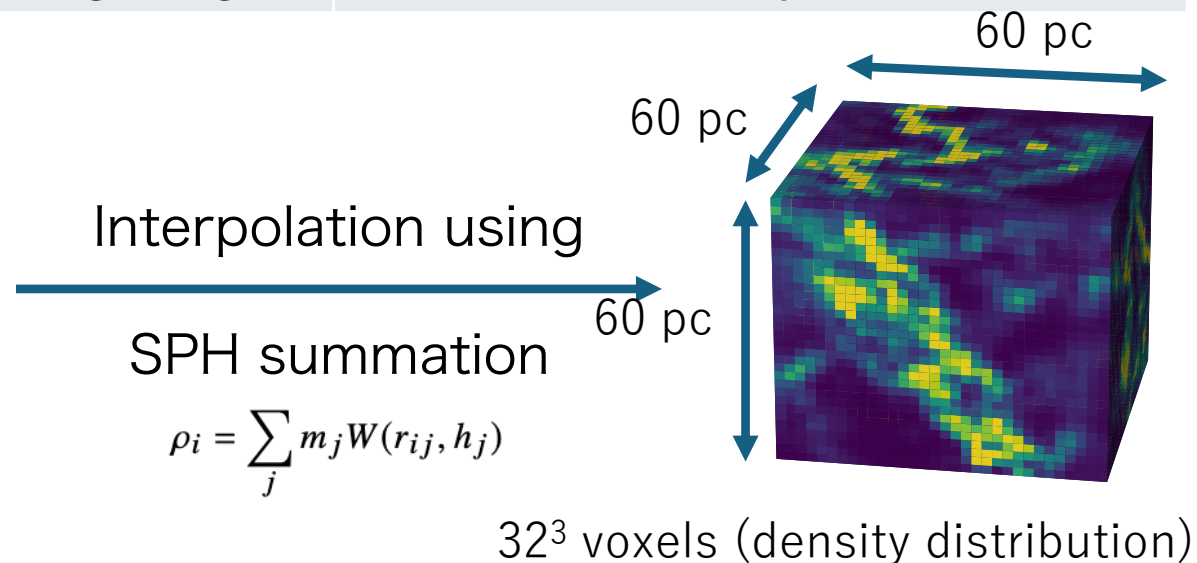 60 pc
60 pc
Interpolation using
60 pc
SPH summation
ρᵢ = ∑ⱼ mⱼW(rᵢⱼ, hⱼ)
32³ voxels (density distribution)